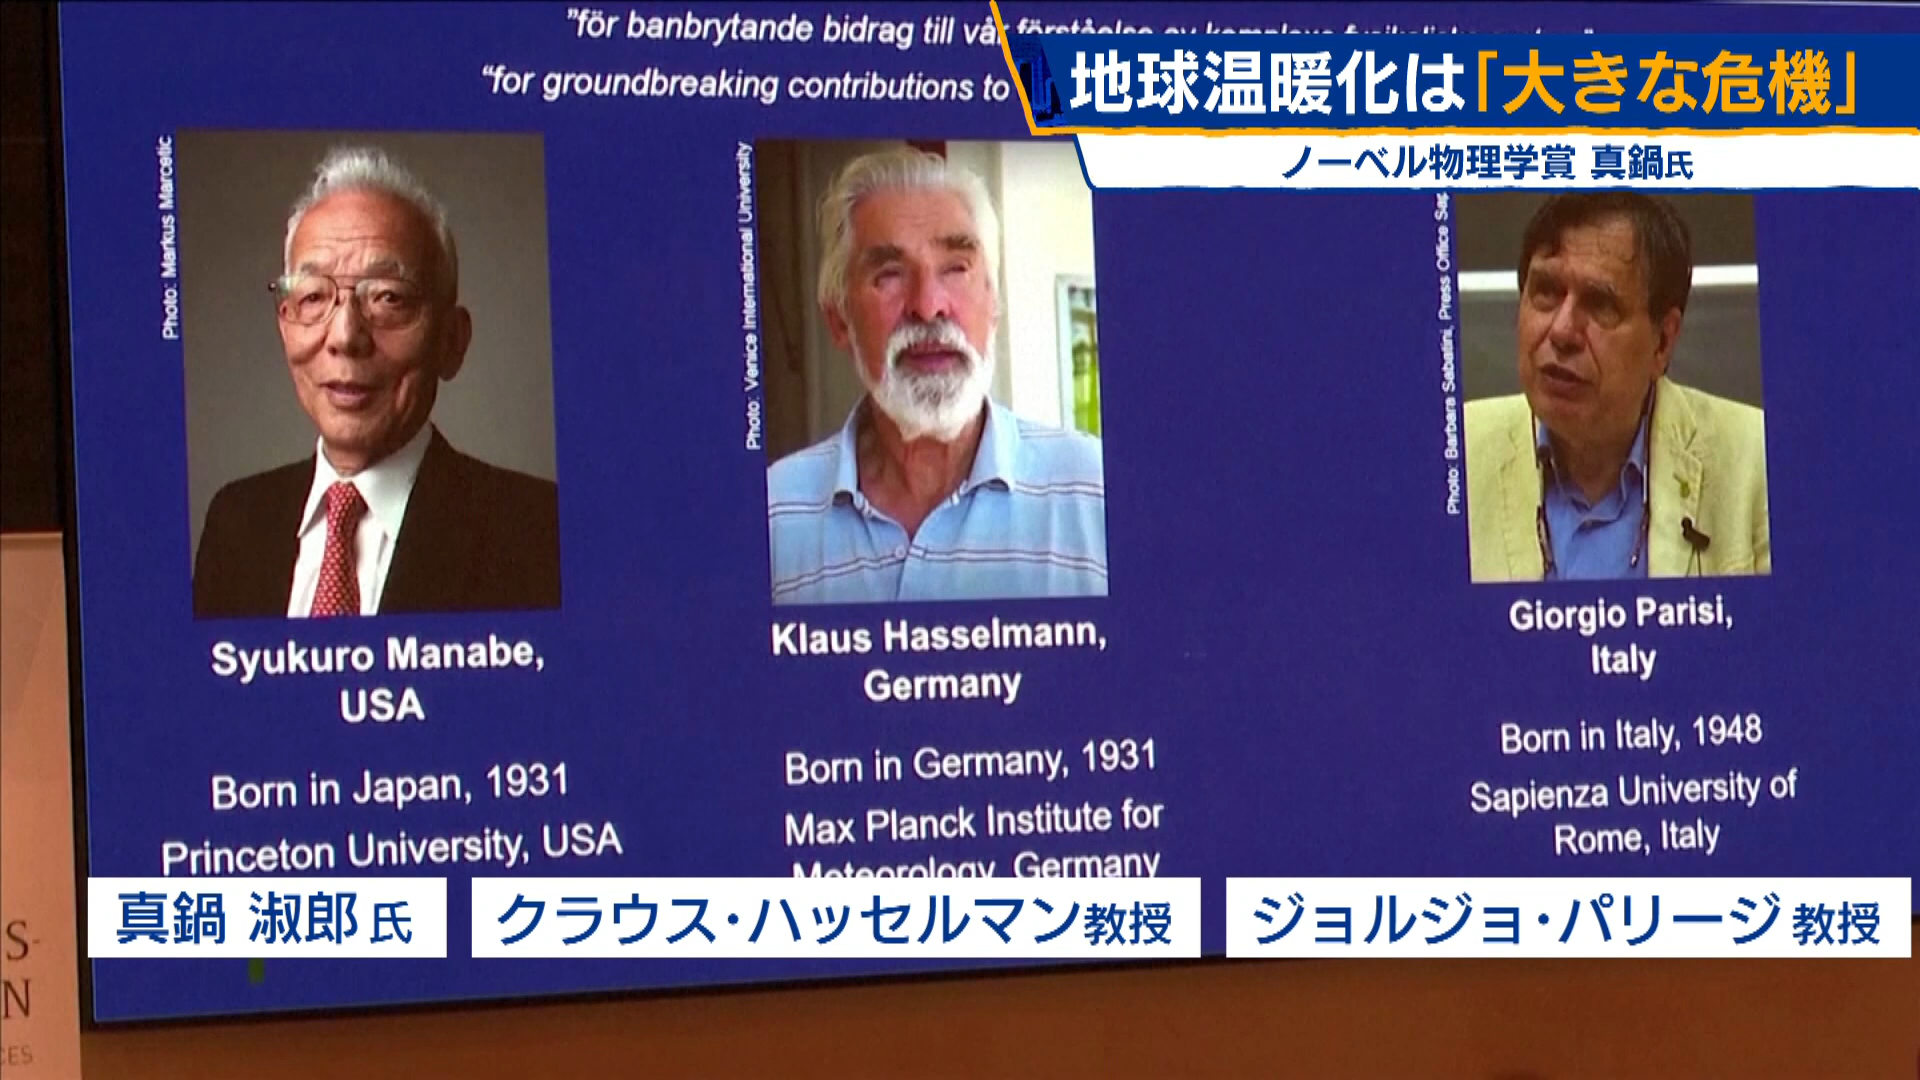 "för banbrytande bidrag till vår
"for groundbreaking contributions to
地球温暖化は「大きな危機」
ノーベル物理学賞 真鍋氏
Photo: Markus Marcetic
Photo: Venice International University
Photo: Barbara Sabatini, Press Office
Syukuro Manabe,
USA
Born in Japan, 1931
Princeton University, USA
Klaus Hasselmann,
Germany
Born in Germany, 1931
Max Planck Institute for
Meteorology, Germany
Giorgio Parisi,
Italy
Born in Italy, 1948
Sapienza University of
Rome, Italy
真鍋 淑郎 氏
クラウス・ハッセルマン教授
ジョルジョ・パリージ 教授
S-
N
CES